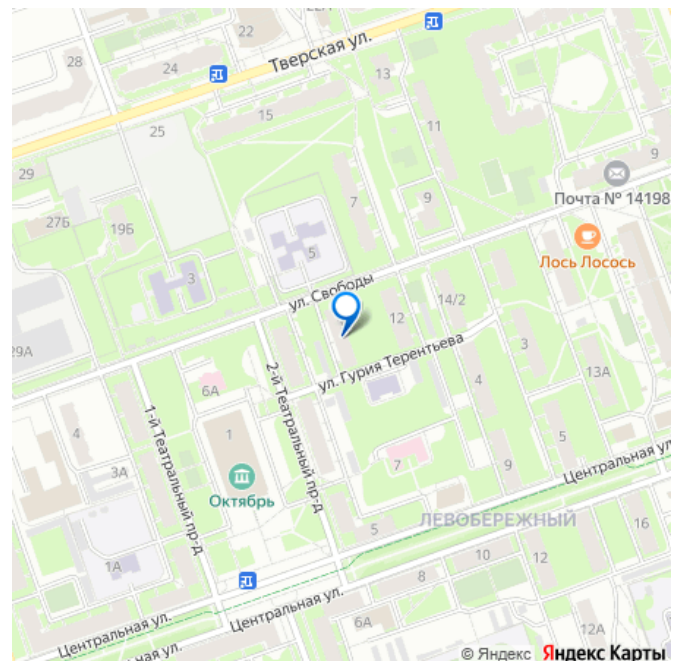 22
Тверская ул.
28
24
13
15
11
25
29
9
Почта № 14198
27Б
19Б
7
9
5
Лось Лосось
3
ул. Свободы
14/2
12
29А
ул. Гурия Терентьева
3
6А
2-й Театральный пр-д
13А
4
1-й Театральный пр-д
4
1
3А
7
5
9
Центральная ул
Октябрь
5
ЛЕВОБЕРЕЖНЫЙ
16
1А
10
12
8
Центральная ул.
6А
12А
Центральная ул.
© Яндекс Яндекс Карты